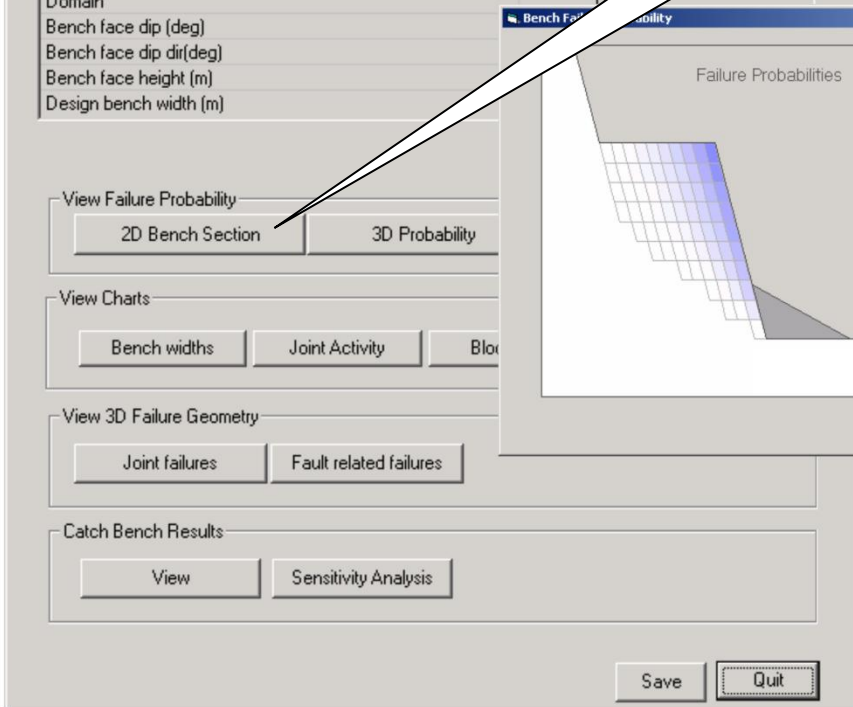 Domain
Bench face dip (deg)
Bench face dip dir(deg)
Bench face height (m)
Design bench width (m)
Bench
Failure Probabilities
View Failure Probability
2D Bench Section
3D Probability
View Charts
Bench widths
Joint Activity
View 3D Failure Geometry
Joint failures
Fault related failures
Catch Bench Results
View
Sensitivity Analysis
Save
Quit